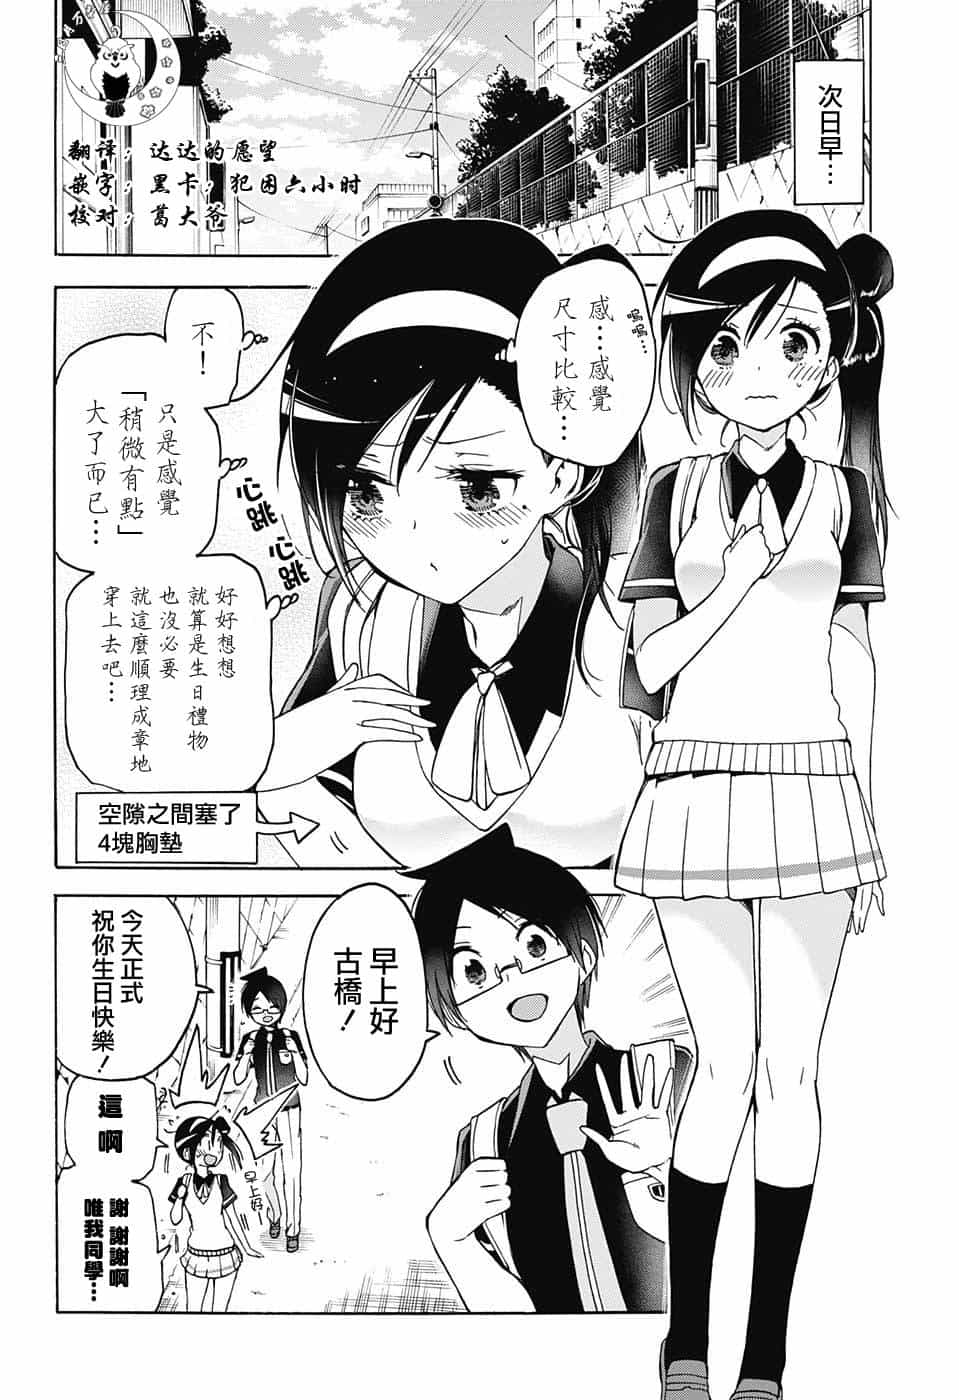 次日早…
翻译：达达的愿望
嵌字：黑卡；犯困六小时
校对：葛大爷
嗚嗚…
感…感覺
尺寸比較…
不！
只是感覺
「稍微有點」
大了而已…
心跳
心跳
好好想想
就算是生日禮物
也沒必要
就這麼順理成章地
穿上去吧…
空隙之間塞了
4塊胸墊
早上好
古橋！
今天正式
祝你生日快樂！
早上好
這 啊
謝 謝謝啊
唯我同學…